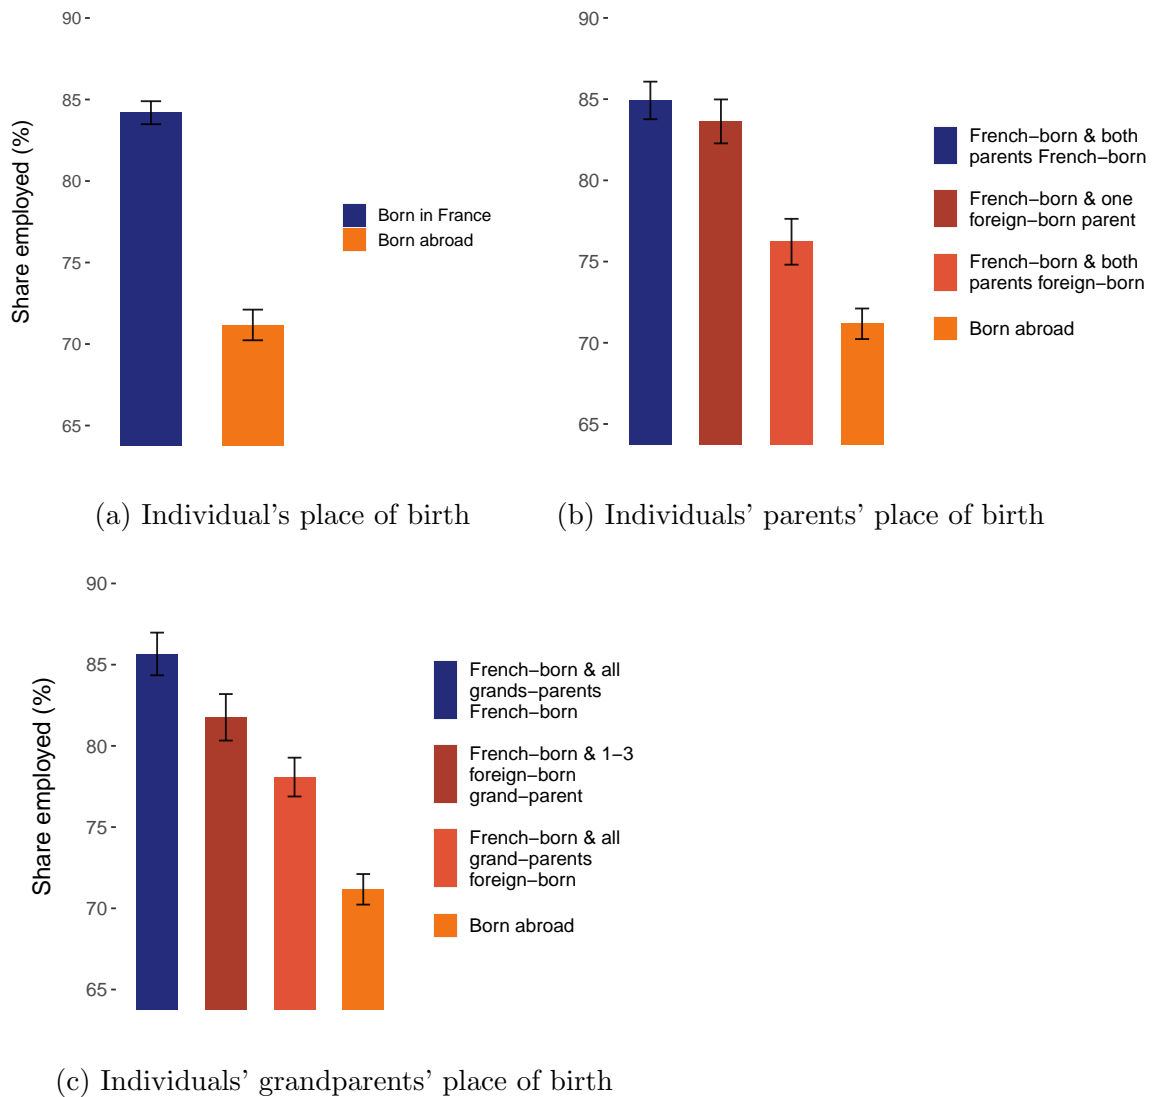 90
85
80
75
70
65
Share employed (%)
Born in France
Born abroad
(a) Individual's place of birth
90
85
80
75
70
65
French−born & both
parents French−born
French−born & one
foreign−born parent
French−born & both
parents foreign−born
Born abroad
(b) Individuals' parents' place of birth
90
85
80
75
70
65
Share employed (%)
French−born & all
grands−parents
French−born
French−born & 1−3
foreign−born
grand−parent
French−born & all
grand−parents
foreign−born
Born abroad
(c) Individuals' grandparents' place of birth